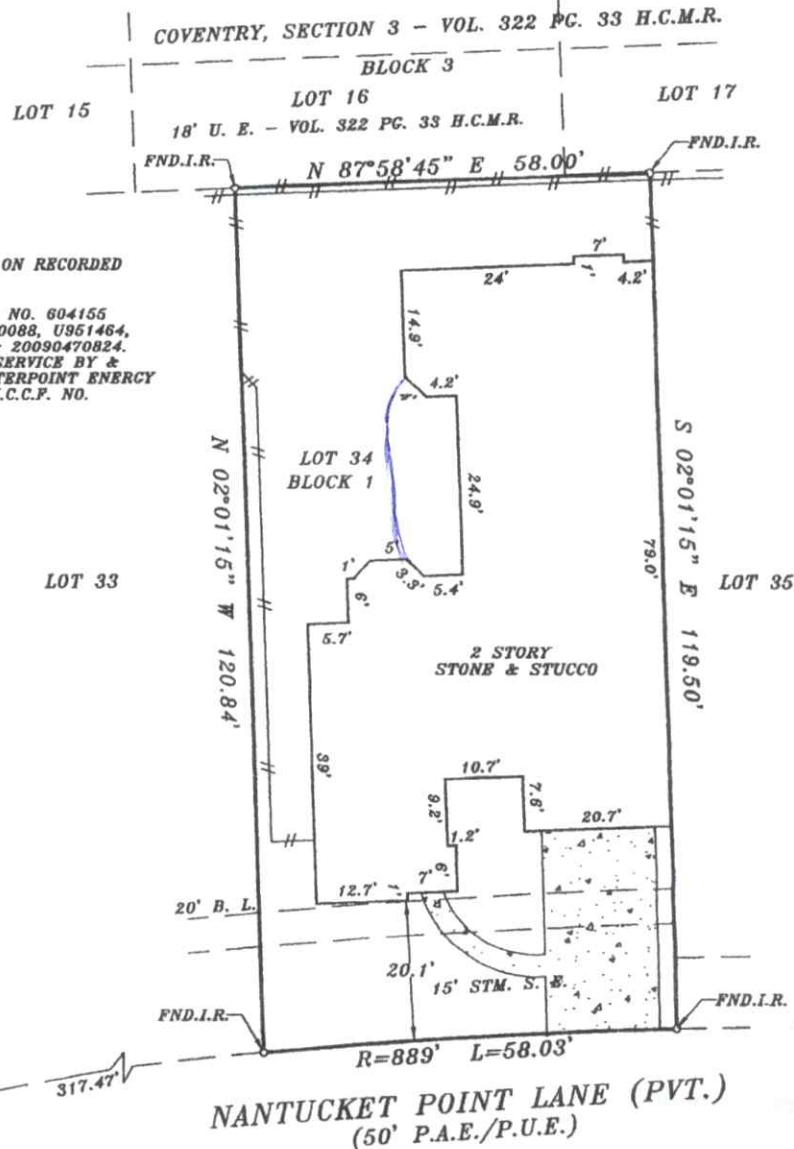 COVENTRY, SECTION 3 - VOL. 322 PG. 33 H.C.M.R.
BLOCK 3
LOT 15
LOT 16
LOT 17
18' U. E. - VOL. 322 PG. 33 H.C.M.R.
FND.I.R.
FND.I.R.
N 87°58'45" E 58.00'
ON RECORDED
NO. 604155
0088, U951464,
20090470824.
SERVICE BY &
TERPOINT ENERGY
.C.C.F. NO.
7'
24'
1'
4.2'
14.9'
4'
4.2'
LOT 34
BLOCK 1
24.9'
N 02°01'15" W 120.84'
S 02°01'15" E 119.50'
79.0'
LOT 33
LOT 35
5'
1'
3.3'
5.4'
6'
5.7'
2 STORY
STONE & STUCCO
39'
10.7'
9.2'
7.6'
1.2'
20.7'
6'
7'
12.7'
1'
20' B. L.
20.1'
15' STM. S. E.
FND.I.R.
FND.I.R.
R=889' L=58.03'
317.47'
NANTUCKET POINT LANE (PVT.)
(50' P.A.E./P.U.E.)